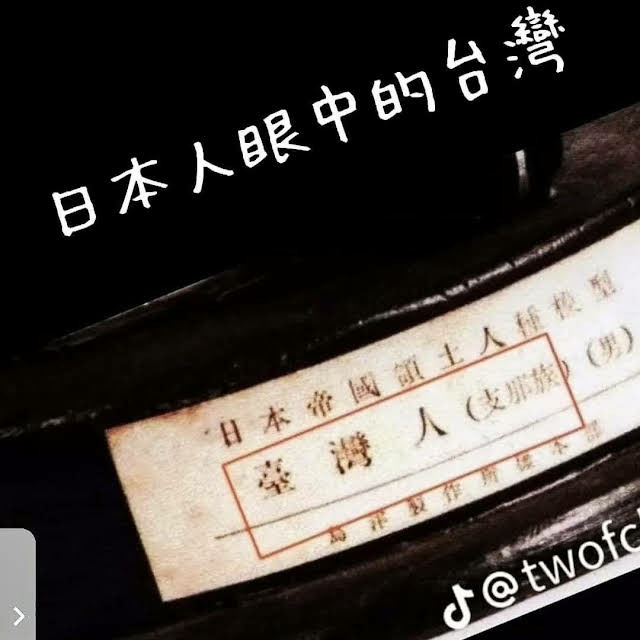 日本人眼中的台灣
日本帝國領土人種模型
臺灣人(支那族)(男)
島津製作所標本部
@twofc